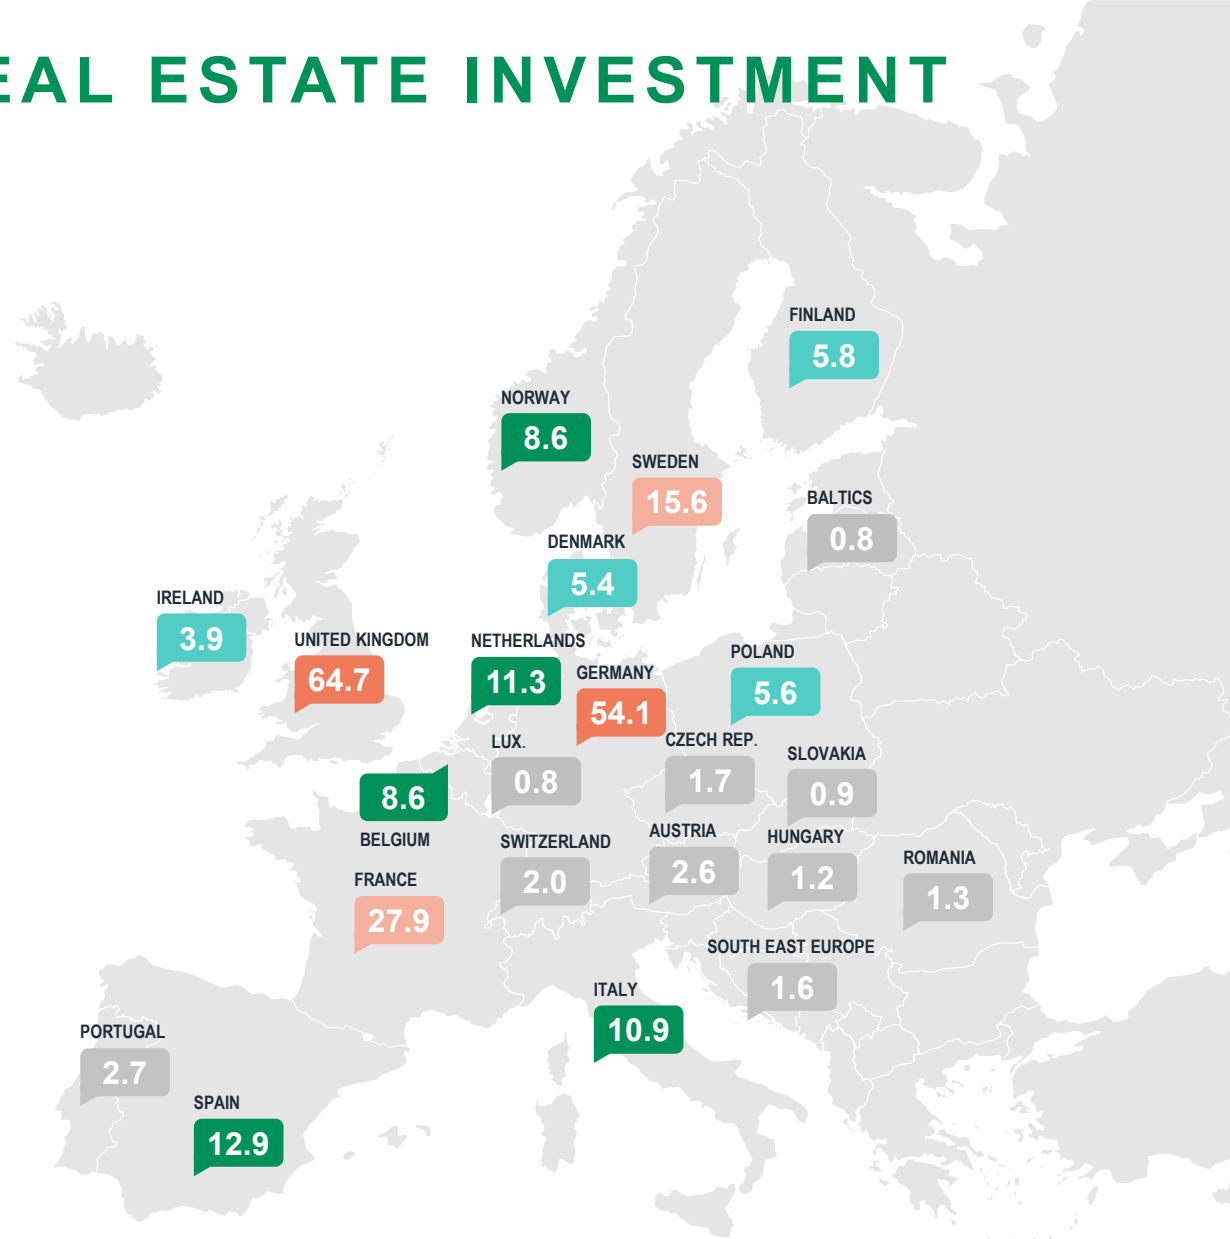 EAL ESTATE INVESTMENT
FINLAND
5.8
NORWAY
8.6
SWEDEN
15.6
BALTICS
0.8
DENMARK
5.4
IRELAND
3.9
UNITED KINGDOM
64.7
NETHERLANDS
11.3
GERMANY
54.1
POLAND
5.6
LUX.
0.8
CZECH REP.
1.7
SLOVAKIA
0.9
8.6
BELGIUM
SWITZERLAND
2.0
AUSTRIA
2.6
HUNGARY
1.2
ROMANIA
1.3
FRANCE
27.9
SOUTH EAST EUROPE
1.6
ITALY
10.9
PORTUGAL
2.7
SPAIN
12.9